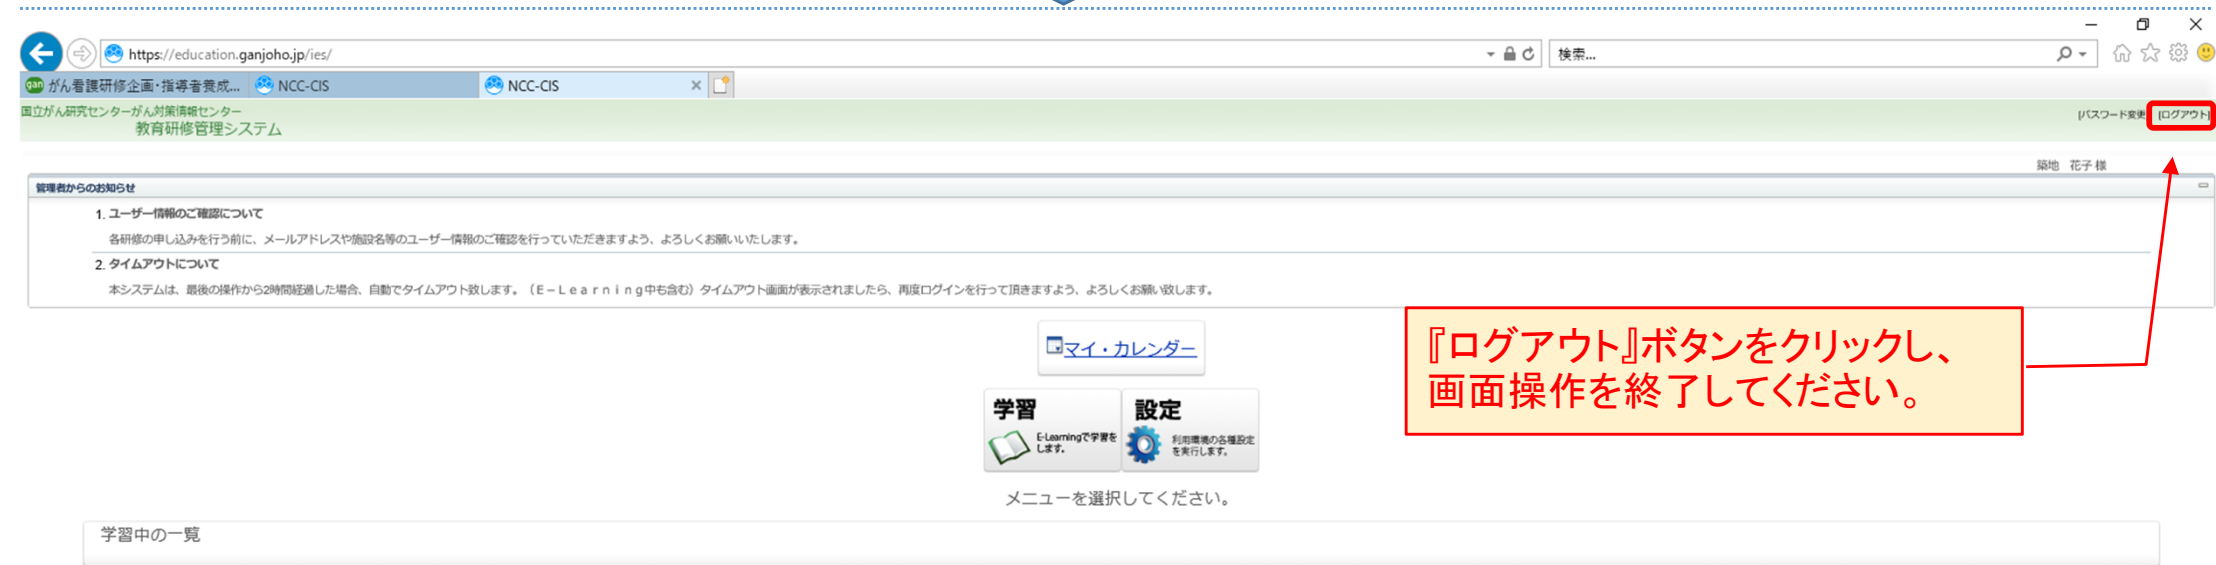 https://education.ganjoho.jp/ies/
検索...
gan がん看護研修企画・指導者養成...
NCC-CIS
NCC-CIS
国立がん研究センターがん対策情報センター
教育研修管理システム
[パスワード変更
[ログアウト]
築地 花子 様
管理者からのお知らせ
1. ユーザー情報のご確認について
各研修の申し込みを行う前に、メールアドレスや施設名等のユーザー情報のご確認を行っていただきますよう、よろしくお願いいたします。
2. タイムアウトについて
本システムは、最後の操作から2時間経過した場合、自動でタイムアウト致します。（E－Learning中も含む）タイムアウト画面が表示されましたら、再度ログインを行って頂きますよう、よろしくお願い致します。
マイ・カレンダー
『ログアウト』ボタンをクリックし、
画面操作を終了してください。
学習
E-Learningで学習を
します。
設定
利用環境の各種設定
を実行します。
メニューを選択してください。
学習中の一覧